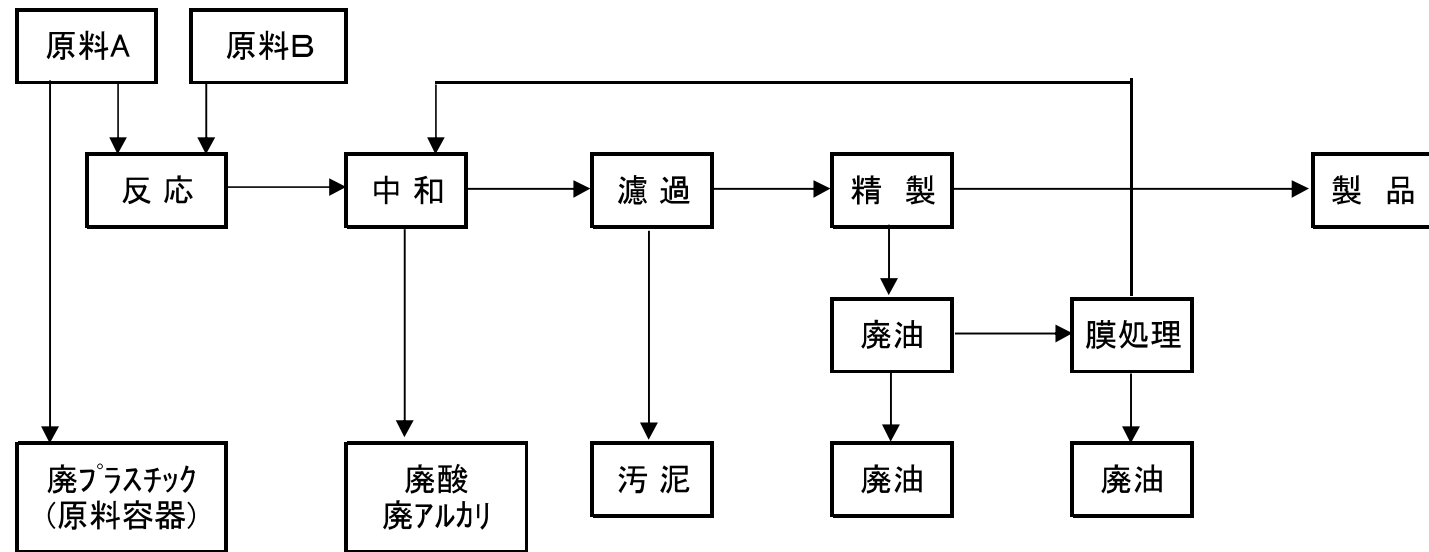 原料A
原料B
反 応
中 和
濾 過
精 製
製 品
廃油
膜処理
廃プラスチック
(原料容器)
廃酸
廃アルカリ
汚 泥
廃油
廃油